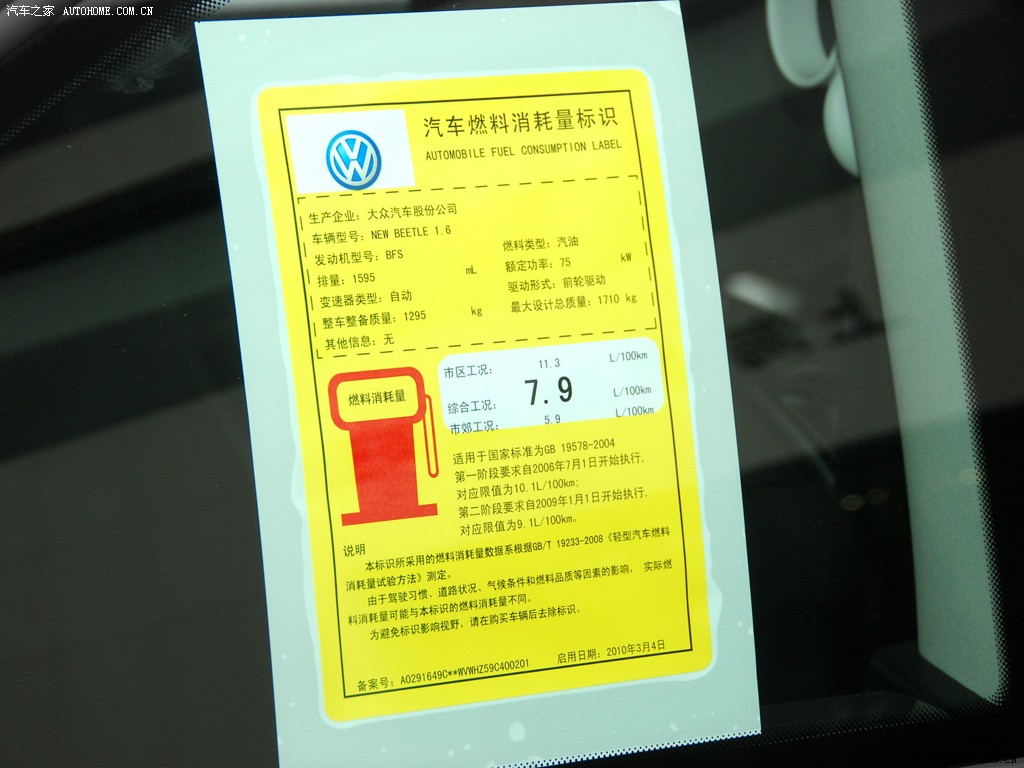 汽车之家 AUTOHOME.COM.CN
汽车燃料消耗量标识
AUTOMOBILE FUEL CONSUMPTION LABEL
生产企业：大众汽车股份公司
车辆型号：NEW BEETLE 1.6
发动机型号：BFS 燃料类型：汽油
排量：1595 mL 额定功率：75 kW
变速器类型：自动 驱动形式：前轮驱动
整车整备质量：1295 kg 最大设计总质量：1710 kg
其他信息：无
燃料消耗量
市区工况： 11.3 L/100km
综合工况： 7.9 L/100km
市郊工况： 5.9 L/100km
适用于国家标准为GB 19578-2004
第一阶段要求自2006年7月1日开始执行，
对应限值为10.1L/100km；
第二阶段要求自2009年1月1日开始执行，
对应限值为9.1L/100km。
说明
本标识所采用的燃料消耗量数据系根据GB/T 19233-2008《轻型汽车燃料
消耗量试验方法》测定。
由于驾驶习惯、道路状况、气候条件和燃料品质等因素的影响， 实际燃
料消耗量可能与本标识的燃料消耗量不同。
为避免标识影响视野，请在购买车辆后去除标识。
备案号：A0291649C**WVWHZ59C400201 启用日期：2010年3月4日